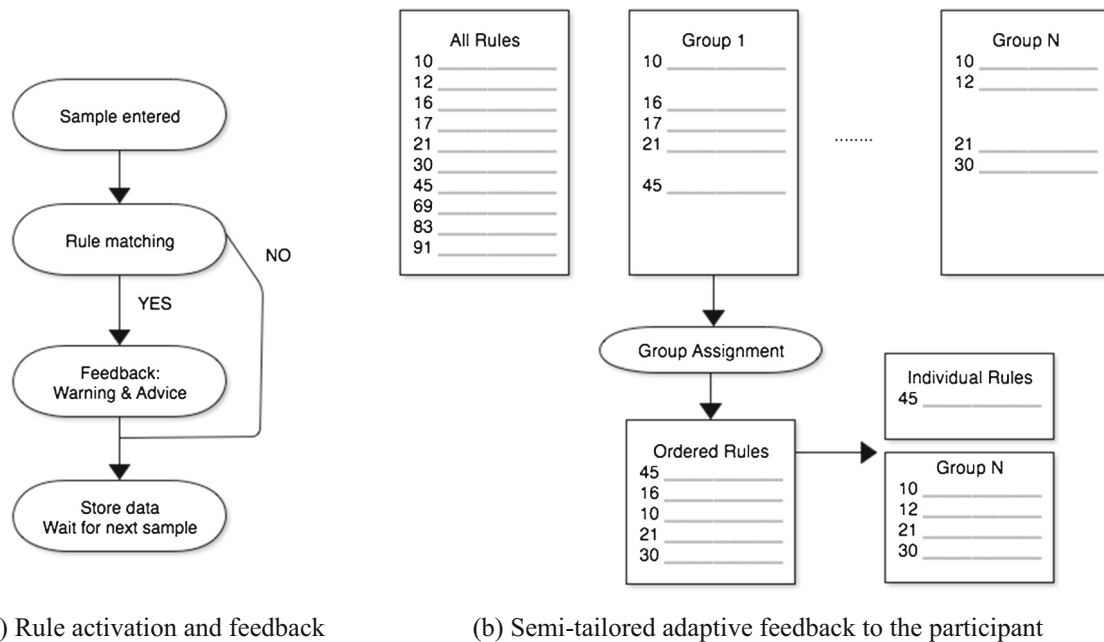 Sample entered
Rule matching
NO
YES
Feedback:
Warning & Advice
Store data
Wait for next sample
) Rule activation and feedback
All Rules
10
12
16
17
21
30
45
69
83
91
Group 1
10
16
17
21
45
........
Group N
10
12
21
30
Group Assignment
Ordered Rules
45
16
10
21
30
Individual Rules
45
Group N
10
12
21
30
(b) Semi-tailored adaptive feedback to the participant